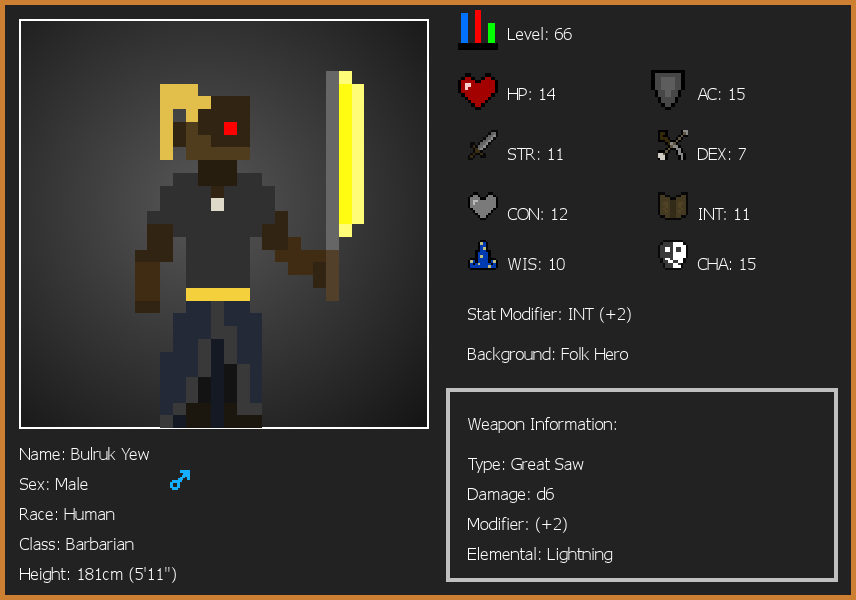 Level: 66
HP: 14
AC: 15
STR: 11
DEX: 7
CON: 12
INT: 11
WIS: 10
CHA: 15
Stat Modifier: INT (+2)
Background: Folk Hero
Weapon Information:
Type: Great Saw
Damage: d6
Modifier: (+2)
Elemental: Lightning
Name: Bulruk Yew
Sex: Male
Race: Human
Class: Barbarian
Height: 181cm (5'11")